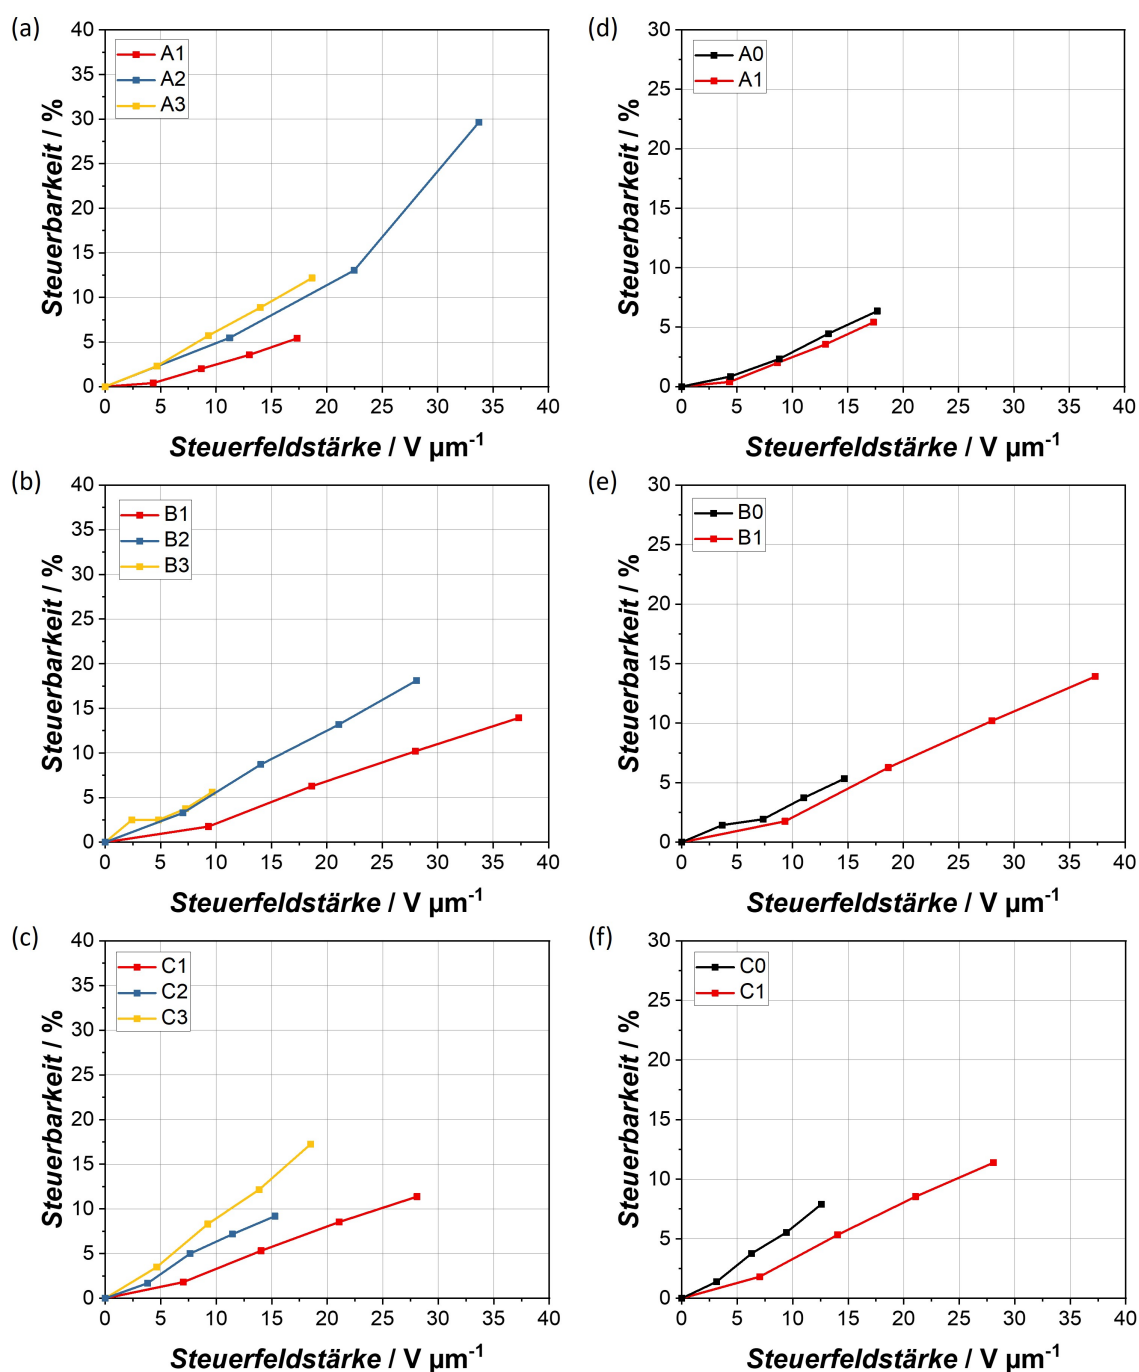 (a)
40
35
30
25
20
15
10
5
0
Steuerbarkeit / %
A1
A2
A3
0 5 10 15 20 25 30 35 40
Steuerfeldstärke / V µm-1
(d)
30
25
20
15
10
5
0
Steuerbarkeit / %
A0
A1
0 5 10 15 20 25 30 35 40
Steuerfeldstärke / V µm-1
(b)
40
35
30
25
20
15
10
5
0
Steuerbarkeit / %
B1
B2
B3
0 5 10 15 20 25 30 35 40
Steuerfeldstärke / V µm-1
(e)
30
25
20
15
10
5
0
Steuerbarkeit / %
B0
B1
0 5 10 15 20 25 30 35 40
Steuerfeldstärke / V µm-1
(c)
40
35
30
25
20
15
10
5
0
Steuerbarkeit / %
C1
C2
C3
0 5 10 15 20 25 30 35 40
Steuerfeldstärke / V µm-1
(f)
30
25
20
15
10
5
0
Steuerbarkeit / %
C0
C1
0 5 10 15 20 25 30 35 40
Steuerfeldstärke / V µm-1